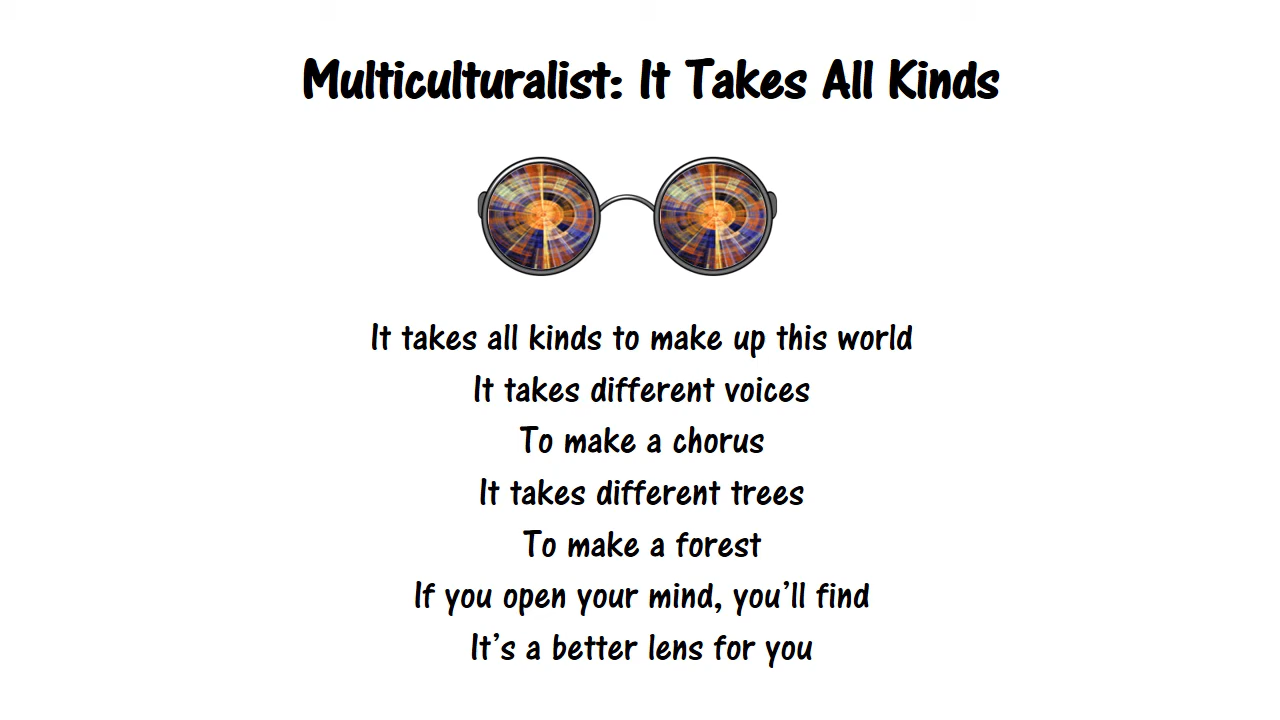 Multiculturalist: It Takes All Kinds
It takes all kinds to make up this world
It takes different voices
To make a chorus
It takes different trees
To make a forest
If you open your mind, you’ll find
It’s a better lens for you